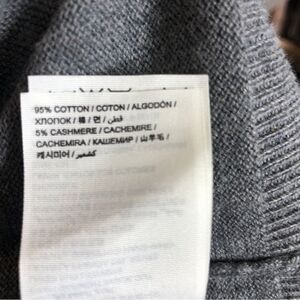 95% COTTON / COTON / ALGODÓN /
ХЛОПОК / 棉 / 면 / قطن /
5% CASHMERE / CACHEMIRE /
CACHEMIRA / КАШЕМИР / 山羊毛 /
캐시미어 / كشمير